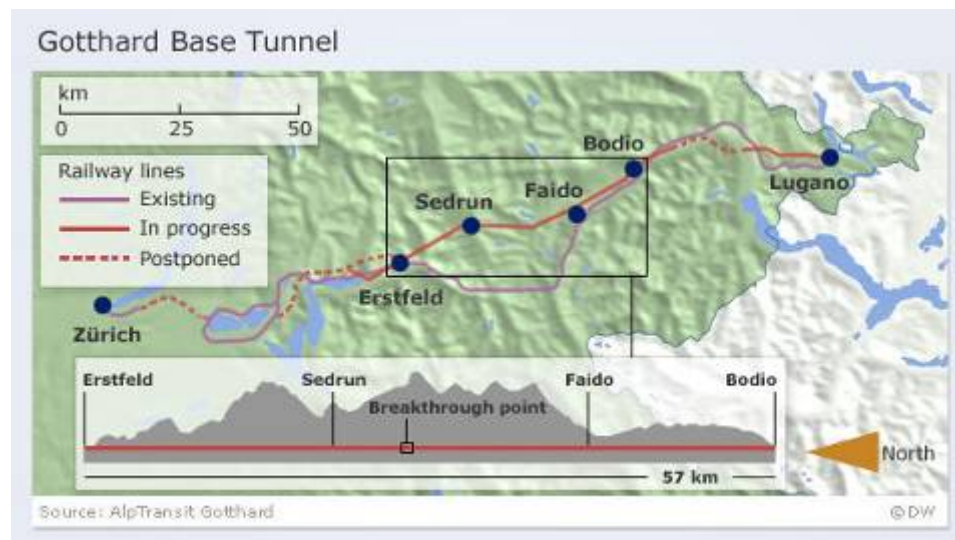 Gotthard Base Tunnel
km
0 25 50
Railway lines
Existing
In progress
Postponed
Bodio
Faido
Sedrun
Lugano
Erstfeld
Zürich
Erstfeld Sedrun Faido Bodio
Breakthrough point
North
57 km
Source: AlpTransit Gotthard
©DW